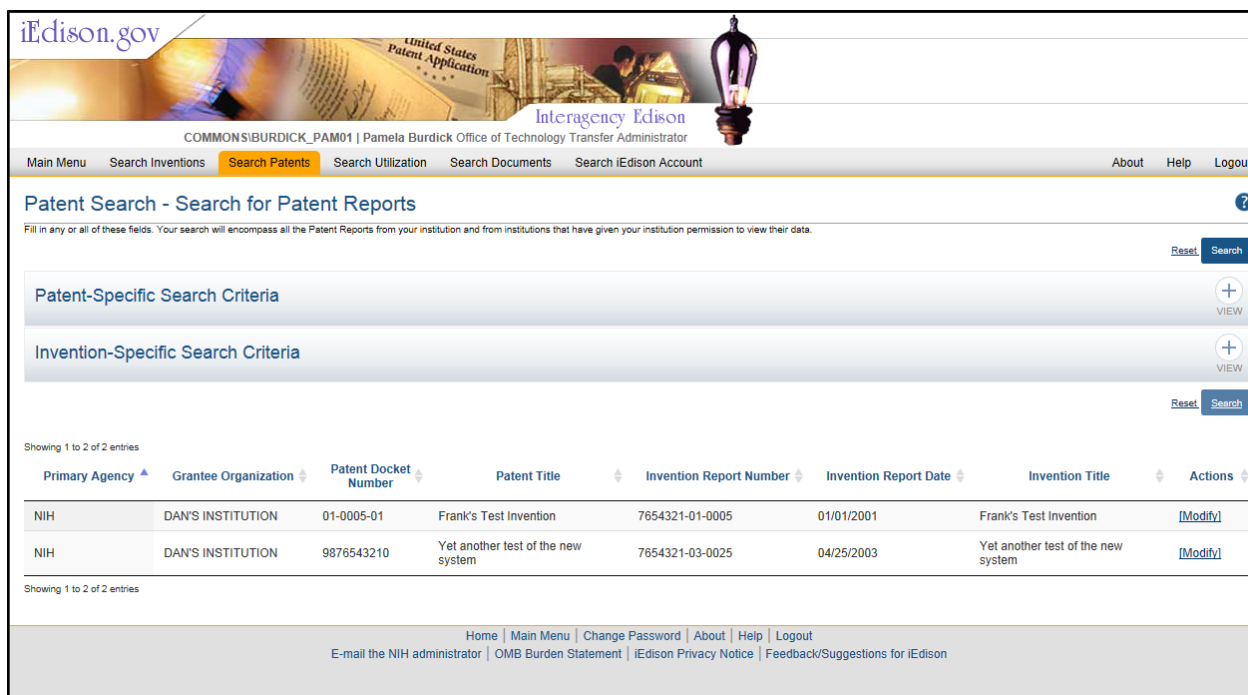 iEdison.gov
United States
Patent Application
Interagency Edison
COMMONS\BURDICK_PAM01 | Pamela Burdick Office of Technology Transfer Administrator
Main Menu Search Inventions Search Patents Search Utilization Search Documents Search iEdison Account About Help Logout
Patent Search - Search for Patent Reports ?
Fill in any or all of these fields. Your search will encompass all the Patent Reports from your institution and from institutions that have given your institution permission to view their data.
Reset Search
Patent-Specific Search Criteria
VIEW
Invention-Specific Search Criteria
VIEW
Reset Search
Showing 1 to 2 of 2 entries
Primary Agency Grantee Organization Patent Docket Number Patent Title Invention Report Number Invention Report Date Invention Title Actions
NIH DAN'S INSTITUTION 01-0005-01 Frank's Test Invention 7654321-01-0005 01/01/2001 Frank's Test Invention [Modify]
NIH DAN'S INSTITUTION 9876543210 Yet another test of the new system 7654321-03-0025 04/25/2003 Yet another test of the new system [Modify]
Showing 1 to 2 of 2 entries
Home | Main Menu | Change Password | About | Help | Logout
E-mail the NIH administrator | OMB Burden Statement | iEdison Privacy Notice | Feedback/Suggestions for iEdison